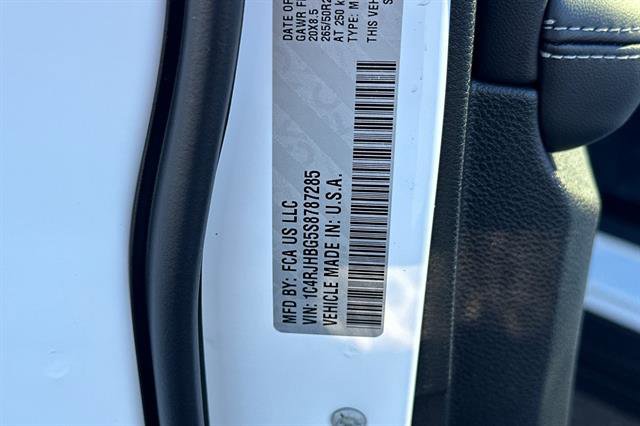 DATE OF
GAWR F
20X8.5
265/50R2
AT 250 k
TYPE: M
THIS VEHI
S
MFD BY: FCA US LLC
VIN: 1C4RJHBG5S8787285
VEHICLE MADE IN: U.S.A.